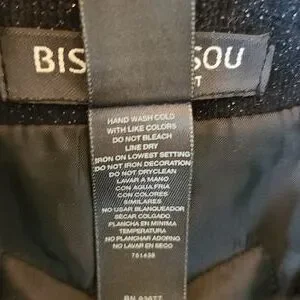 BIS SOU
T
HAND WASH COLD
WITH LIKE COLORS
DO NOT BLEACH
LINE DRY
IRON ON LOWEST SETTING
DO NOT IRON DECORATION
DO NOT DRYCLEAN
LAVAR A MANO
CON AGUA FRIA
CON COLORES
SIMILARES
NO USAR BLANQUEADOR
SECAR COLGADO
PLANCHA EN MINIMA
TEMPERATURA
NO PLANCHAR ADORNO
NO LAVAR EN SECO
761438